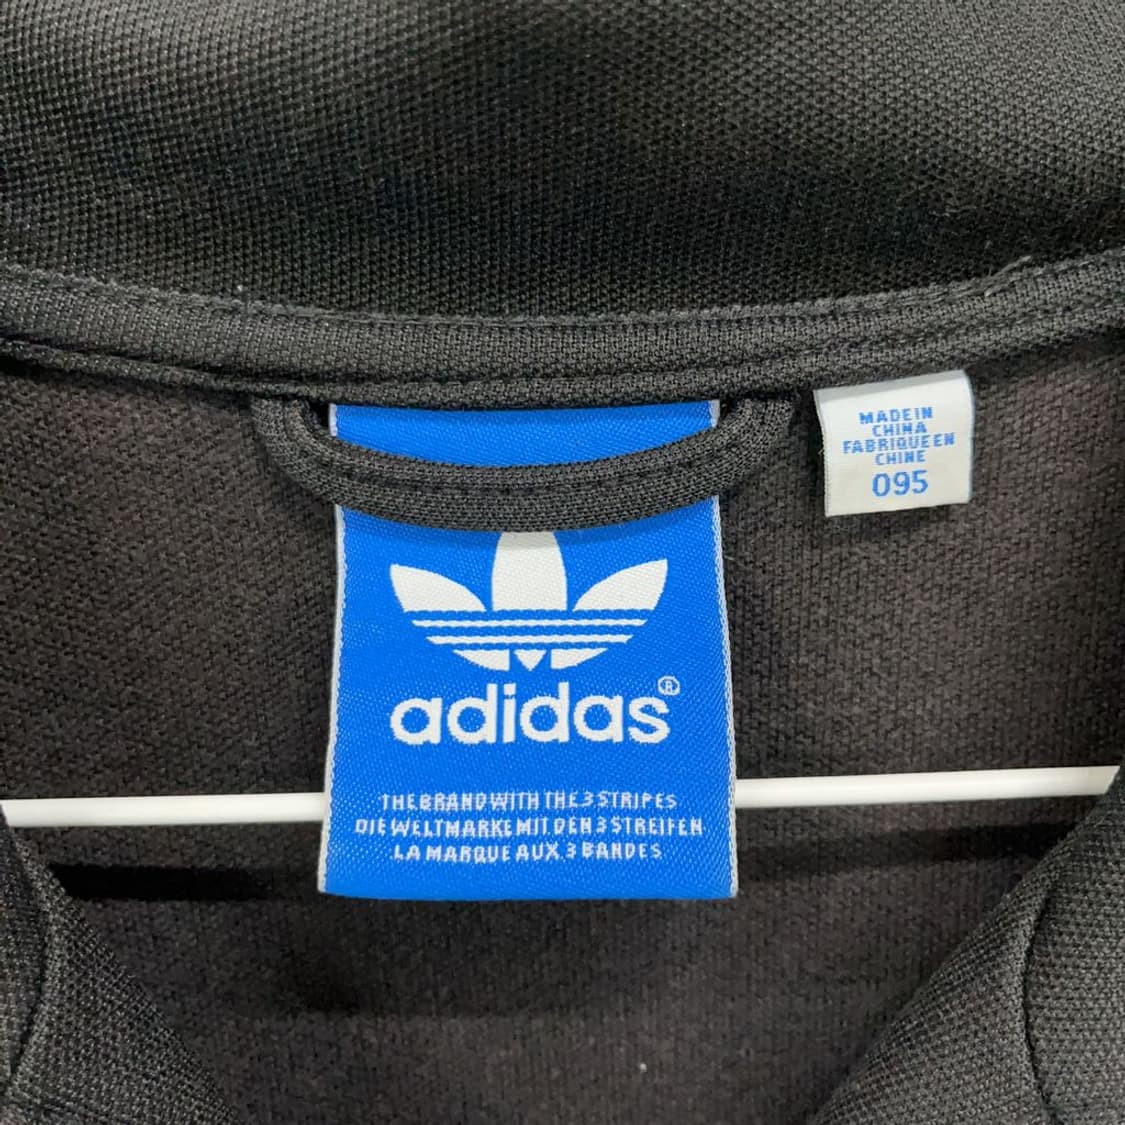 MADE IN
CHINA
FABRIQUE EN
CHINE
095
adidas®
THE BRAND WITH THE 3 STRIPES
DIE WELTMARKE MIT DEN 3 STREIFEN
LA MARQUE AUX 3 BANDES